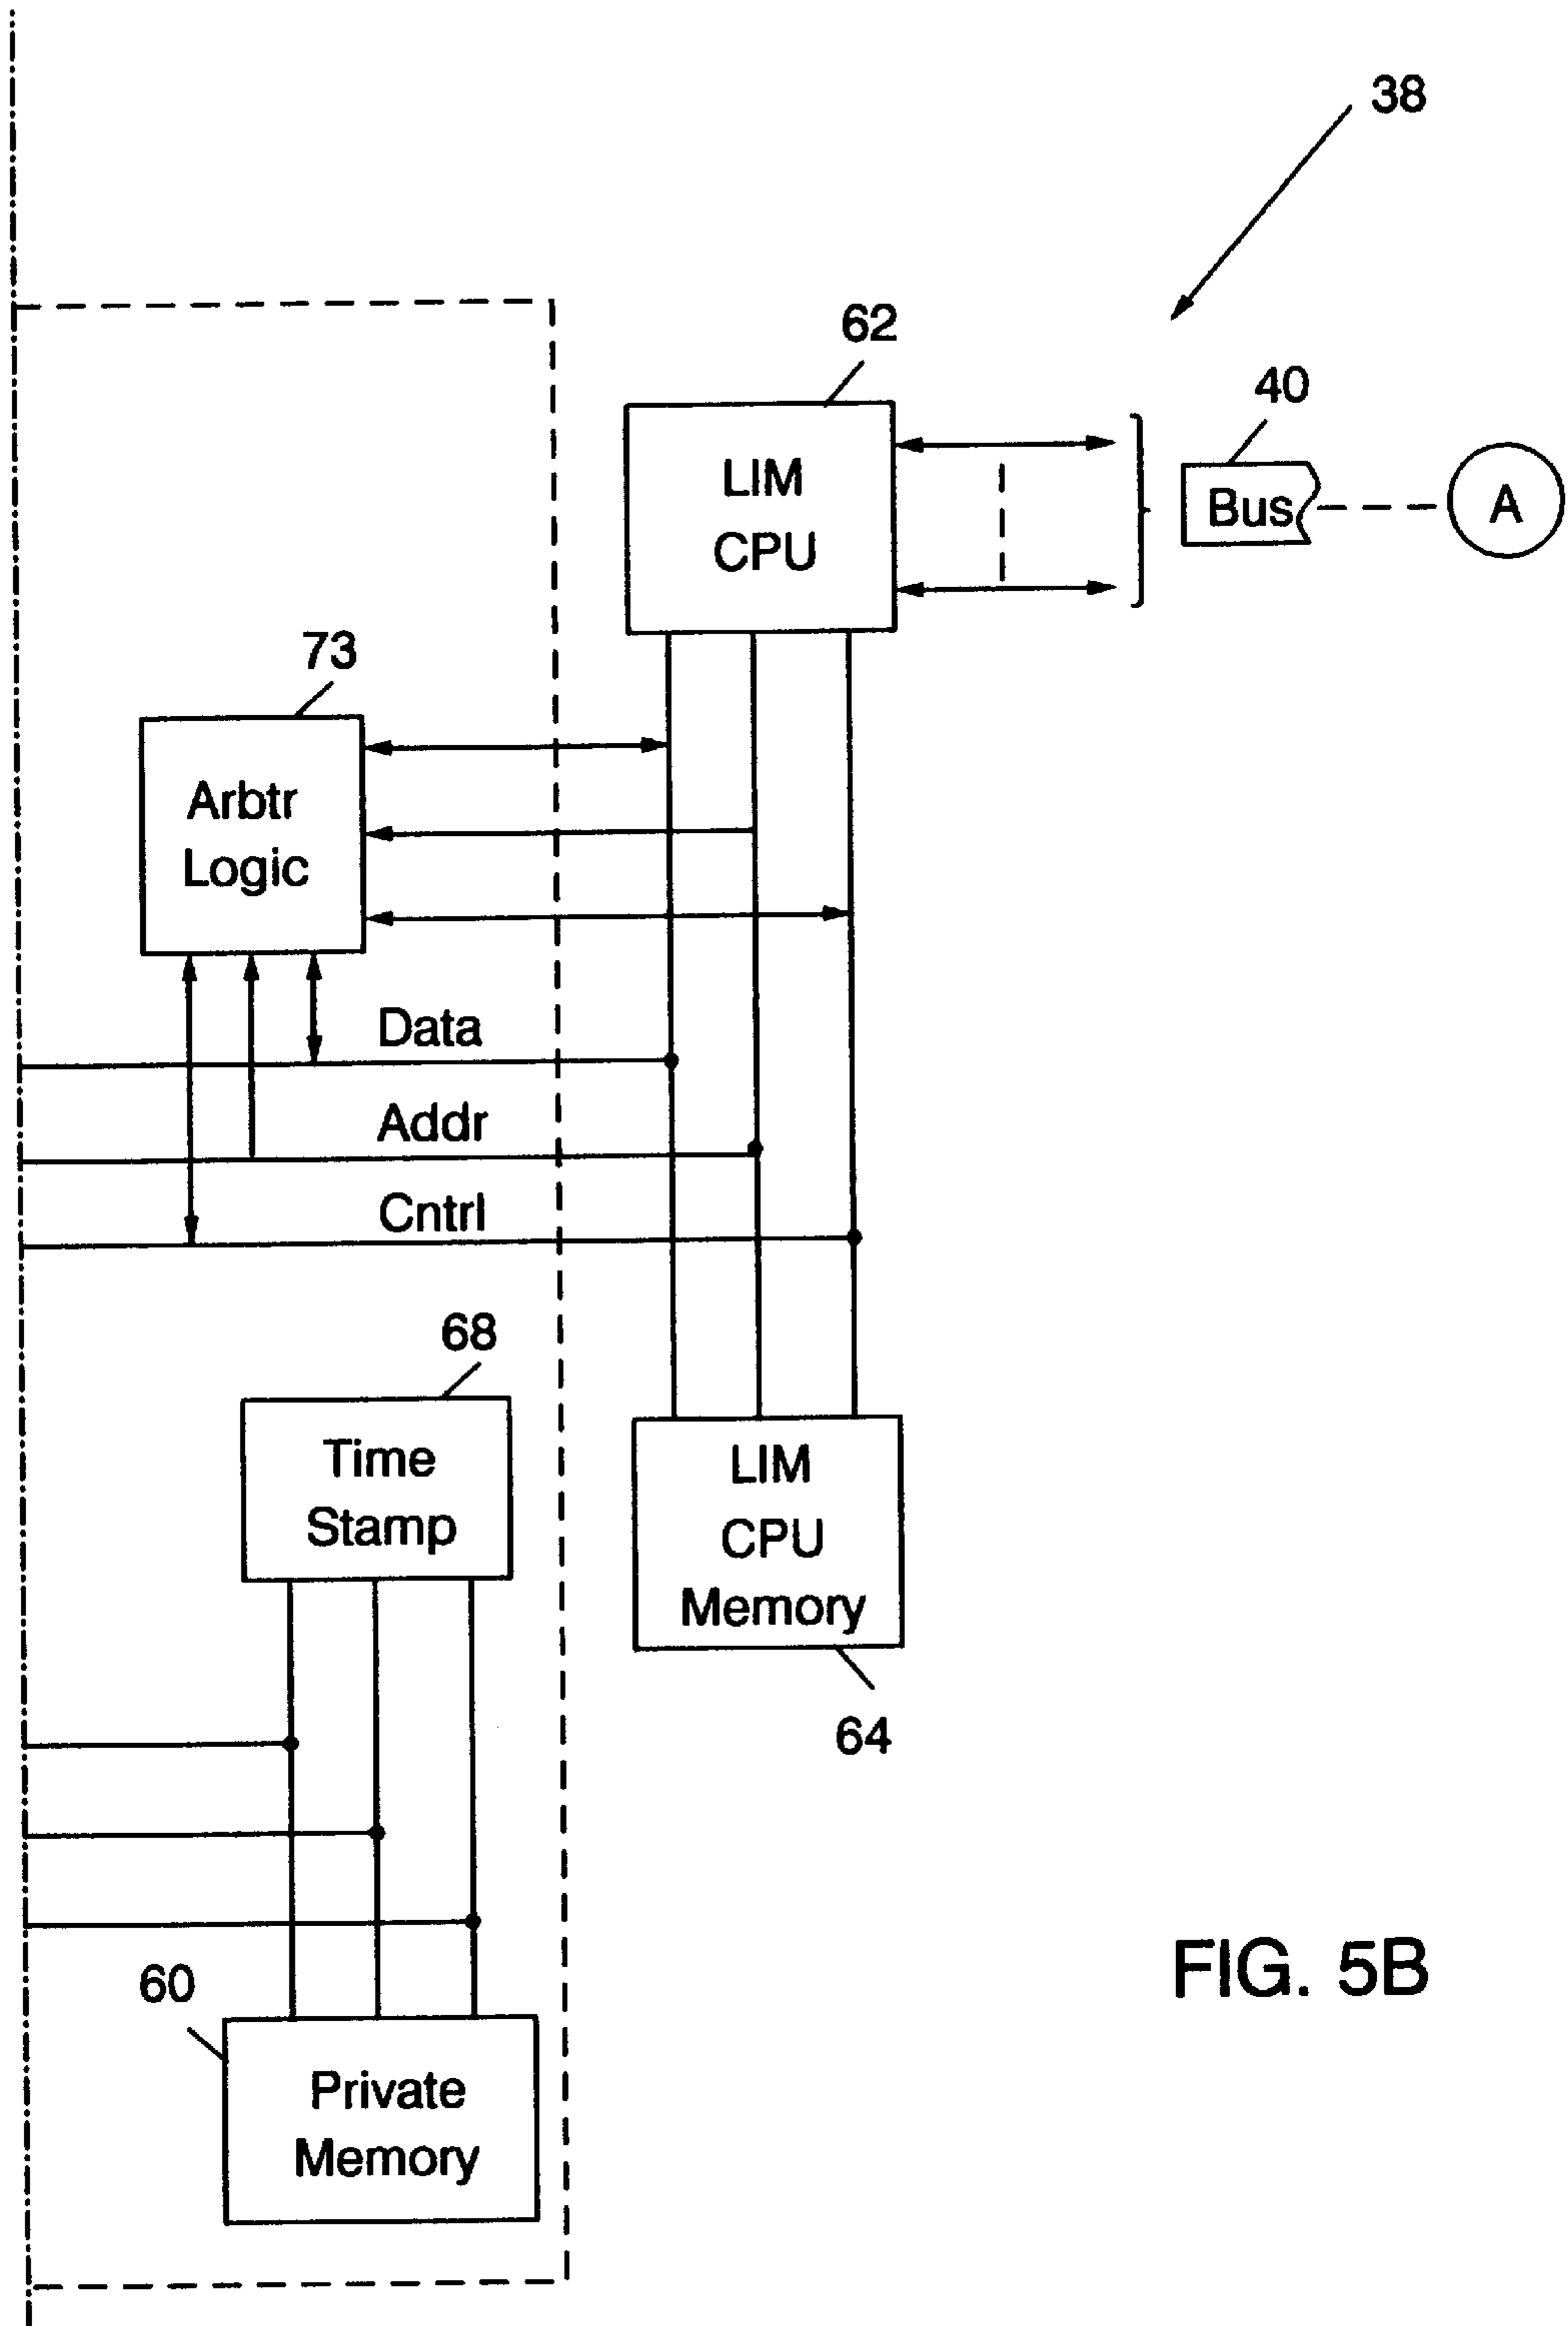 38
62
40
LIM
CPU
Bus
A
73
Arbtr
Logic
Data
Addr
Cntrl
68
Time
Stamp
LIM
CPU
Memory
64
60
Private
Memory
FIG. 5B